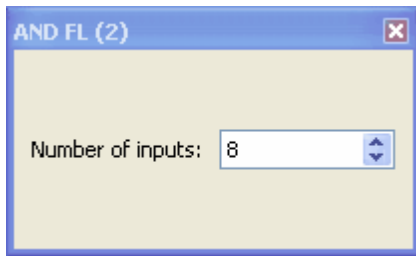 AND FL (2)
Number of inputs: 8